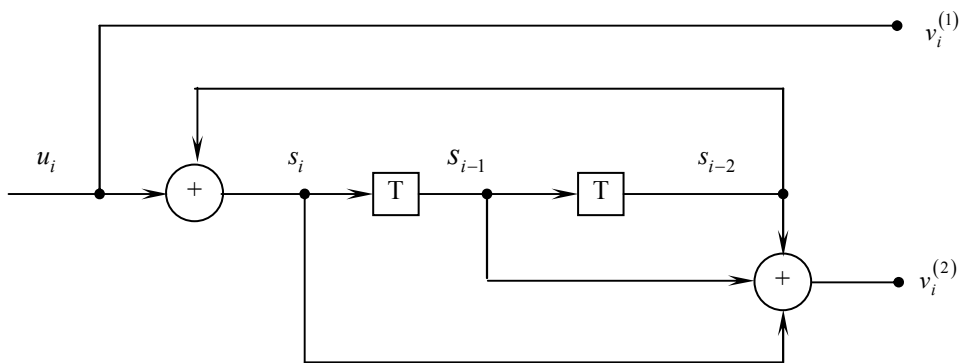 v_i^{(1)}
u_i
+
s_i
T
s_{i-1}
T
s_{i-2}
+
v_i^{(2)}